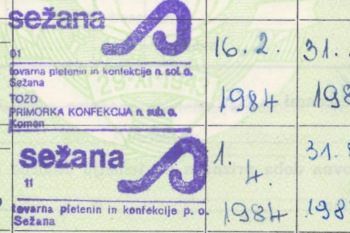 sežana
01
tovarna pletenin in konfekcije n. sol. o.
Sežana
TOZD
PRIMORKA KONFEKCIJA n. sub. o.
Komen
16. 2. 31.
1984 198
sežana
11
tovarna pletenin in konfekcije p. o.
Sežana
1. 4. 31.
1984 198